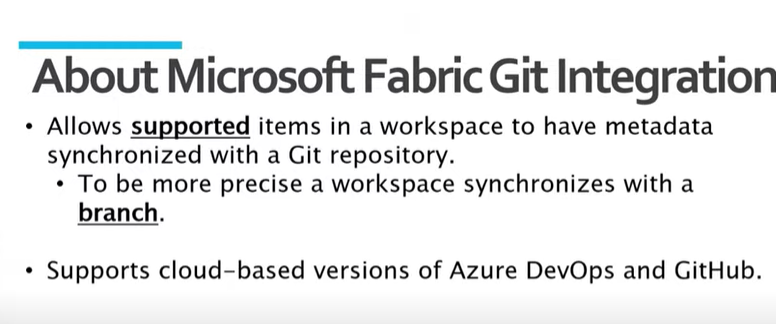 About Microsoft Fabric Git Integration
• Allows supported items in a workspace to have metadata
synchronized with a Git repository.
• To be more precise a workspace synchronizes with a
branch.
• Supports cloud-based versions of Azure DevOps and GitHub.